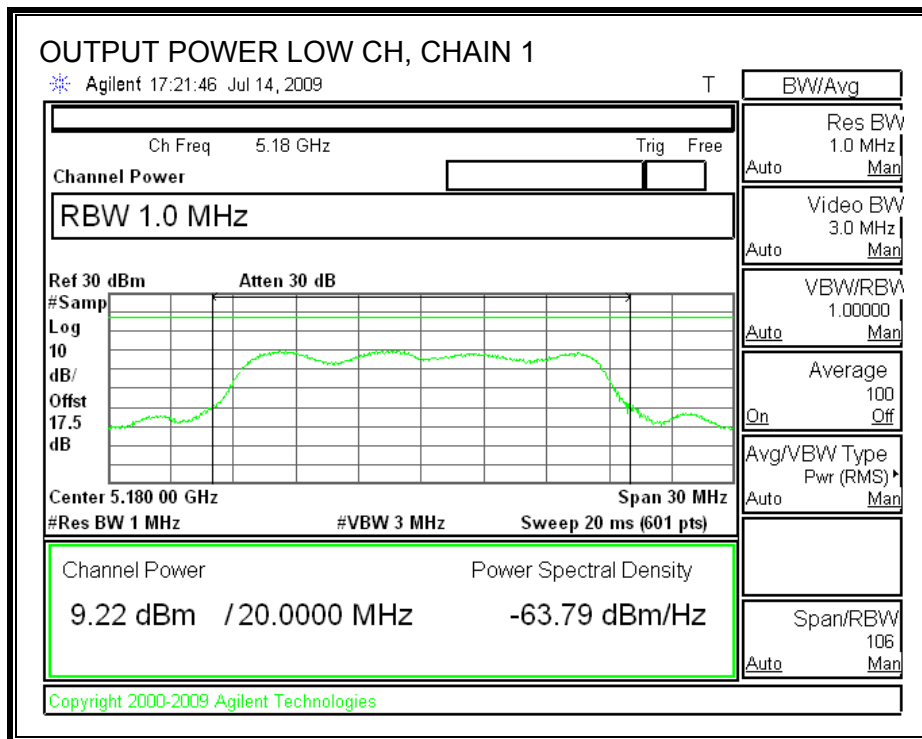 OUTPUT POWER LOW CH, CHAIN 1
Agilent 17:21:46 Jul 14, 2009 T
Ch Freq 5.18 GHz Trig Free
Channel Power
RBW 1.0 MHz
Ref 30 dBm Atten 30 dB
#Samp
Log
10
dB/
Offst
17.5
dB
Center 5.180 00 GHz Span 30 MHz
#Res BW 1 MHz #VBW 3 MHz Sweep 20 ms (601 pts)
Channel Power Power Spectral Density
9.22 dBm /20.0000 MHz -63.79 dBm/Hz
Copyright 2000-2009 Agilent Technologies
BW/Avg
Res BW
1.0 MHz
Auto Man
Video BW
3.0 MHz
Auto Man
VBW/RBW
1.00000
Auto Man
Average
100
On Off
Avg/VBW Type
Pwr (RMS)
Auto Man
Span/RBW
106
Auto Man